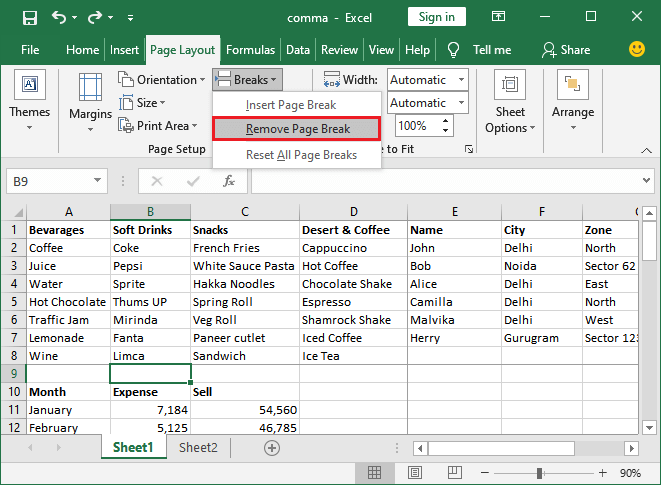 comma - Excel
Sign in
File Home Insert Page Layout Formulas Data Review View Help Tell me Share
Themes
Margins
Orientation
Size
Print Area
Breaks
Insert Page Break
Remove Page Break
Reset All Page Breaks
Width: Automatic
Automatic
100%
Sheet
Options
Arrange
Page Setup
e to Fit
B9 fx
A B C D E F G
1 Bevarages Soft Drinks Snacks Desert & Coffee Name City Zone
2 Coffee Coke French Fries Cappuccino John Delhi North
3 Juice Pepsi White Sauce Pasta Hot Coffee Bob Noida Sector 62
4 Water Sprite Hakka Noodles Chocolate Shake Alice Delhi East
5 Hot Chocolate Thums UP Spring Roll Espresso Camilla Delhi North
6 Traffic Jam Mirinda Veg Roll Shamrock Shake Malvika Delhi West
7 Lemonade Fanta Paneer cutlet Iced Coffee Herry Gurugram Sector 123
8 Wine Limca Sandwich Ice Tea
9
10 Month Expense Sell
11 January 7,184 54,560
12 February 5,125 46,785
Sheet1 Sheet2
90%